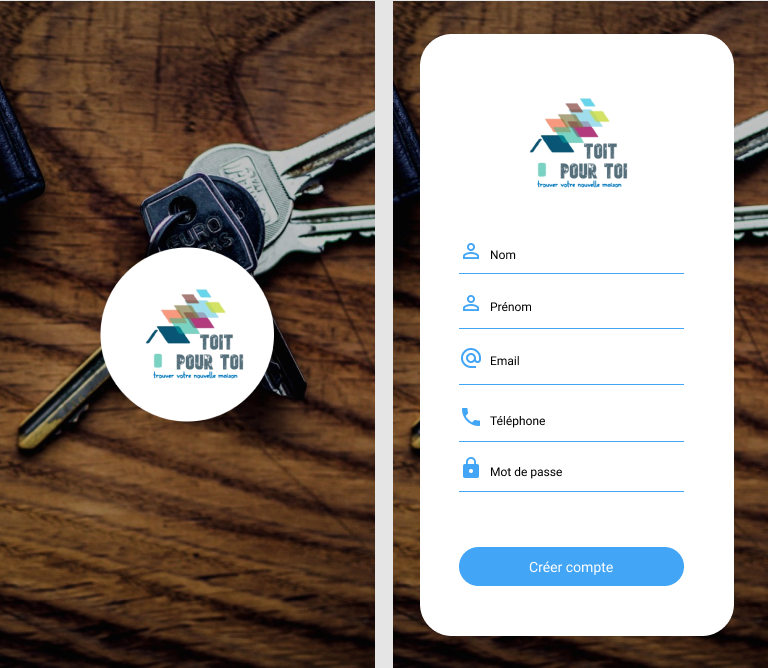 EURO
TOIT
POUR TOI
trouver votre nouvelle maison
TOIT
POUR TOI
trouver votre nouvelle maison
Nom
Prénom
Email
Téléphone
Mot de passe
Créer compte